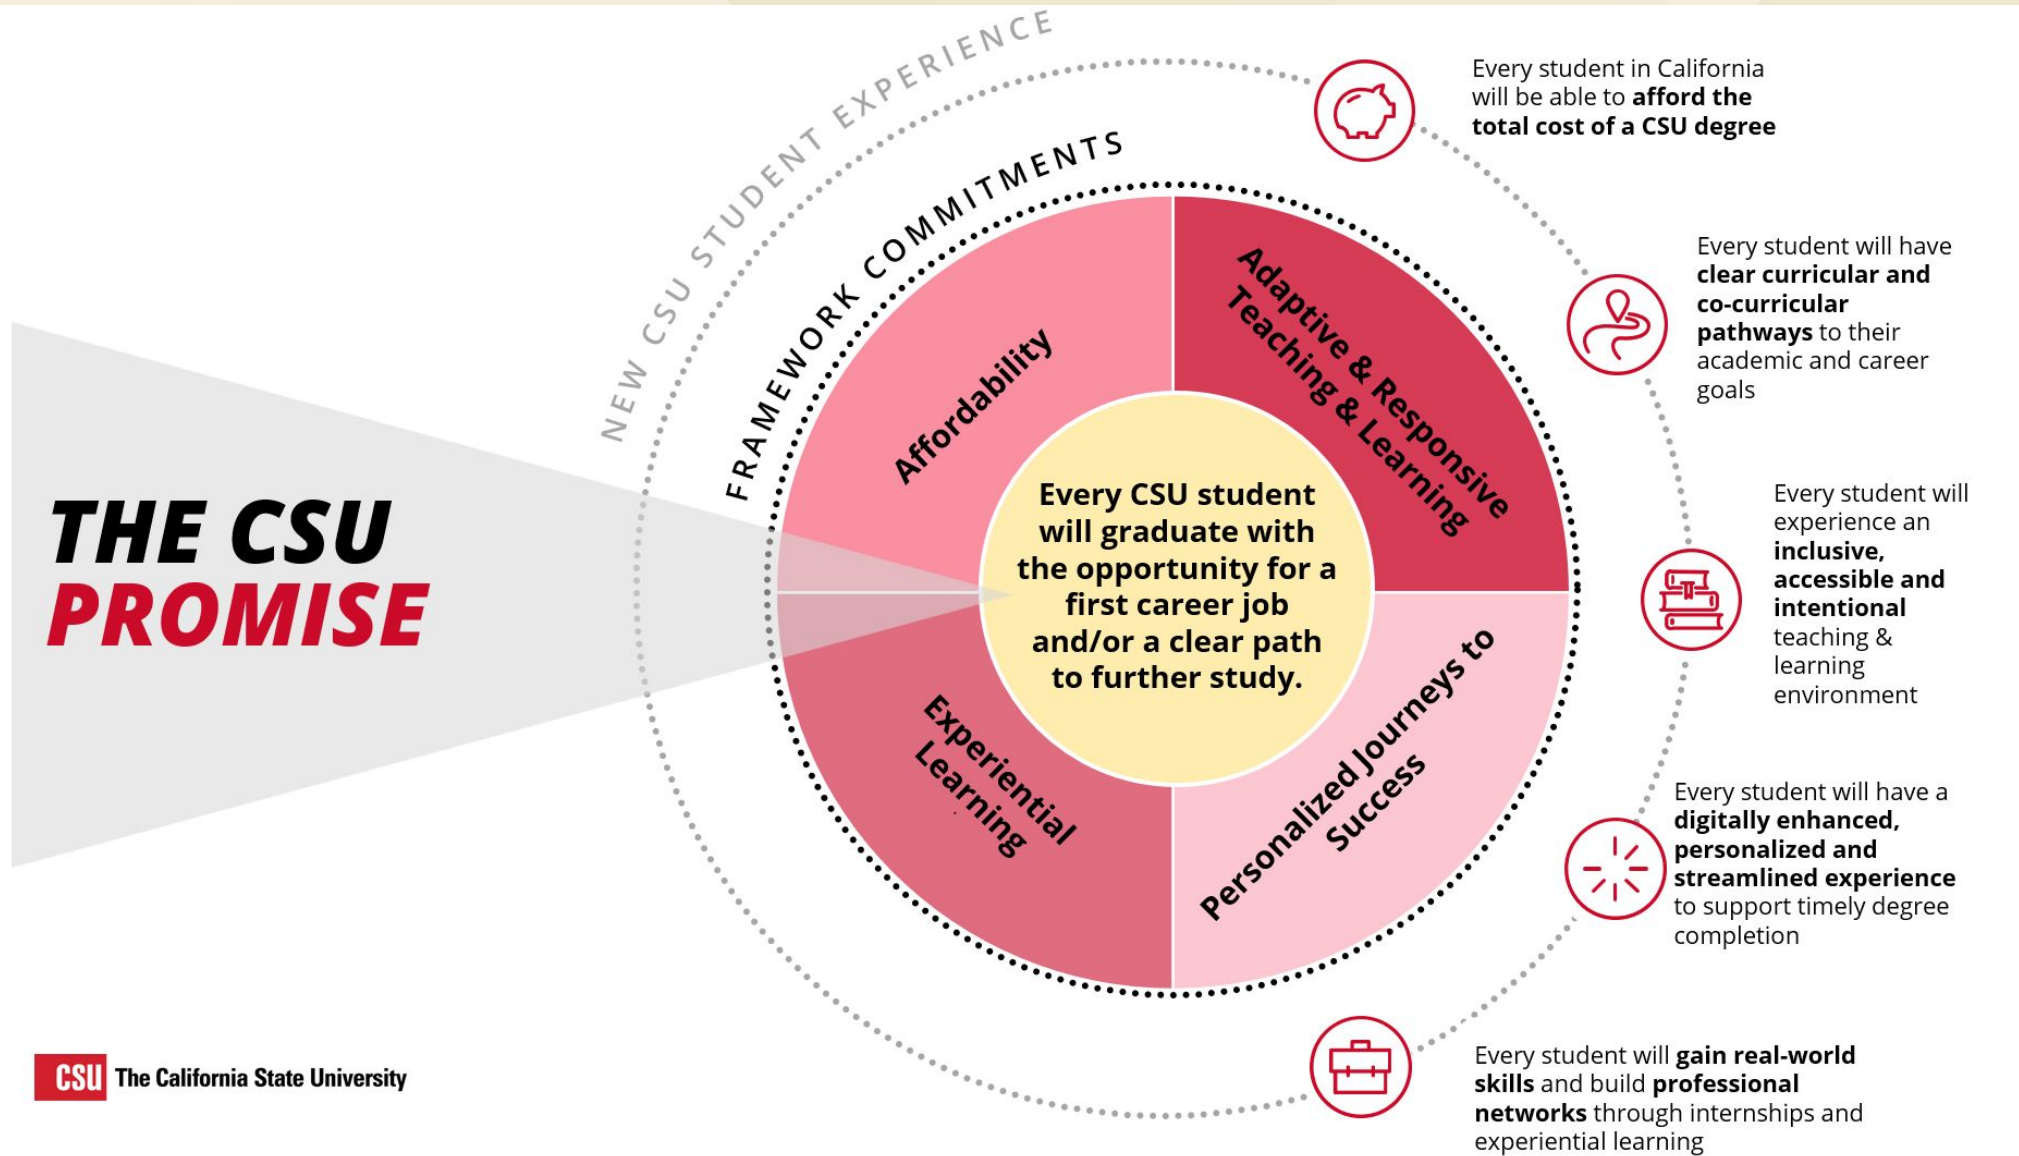 THE CSU
PROMISE
NEW CSU STUDENT EXPERIENCE
FRAMEWORK COMMITMENTS
Affordability
Adaptive & Responsive
Teaching & Learning
Experiential
Learning
Personalized Journeys to
Success
Every CSU student
will graduate with
the opportunity for a
first career job
and/or a clear path
to further study.
Every student in California
will be able to afford the
total cost of a CSU degree
Every student will have
clear curricular and
co-curricular
pathways to their
academic and career
goals
Every student will
experience an
inclusive,
accessible and
intentional
teaching &
learning
environment
Every student will have a
digitally enhanced,
personalized and
streamlined experience
to support timely degree
completion
Every student will gain real-world
skills and build professional
networks through internships and
experiential learning
CSU The California State University